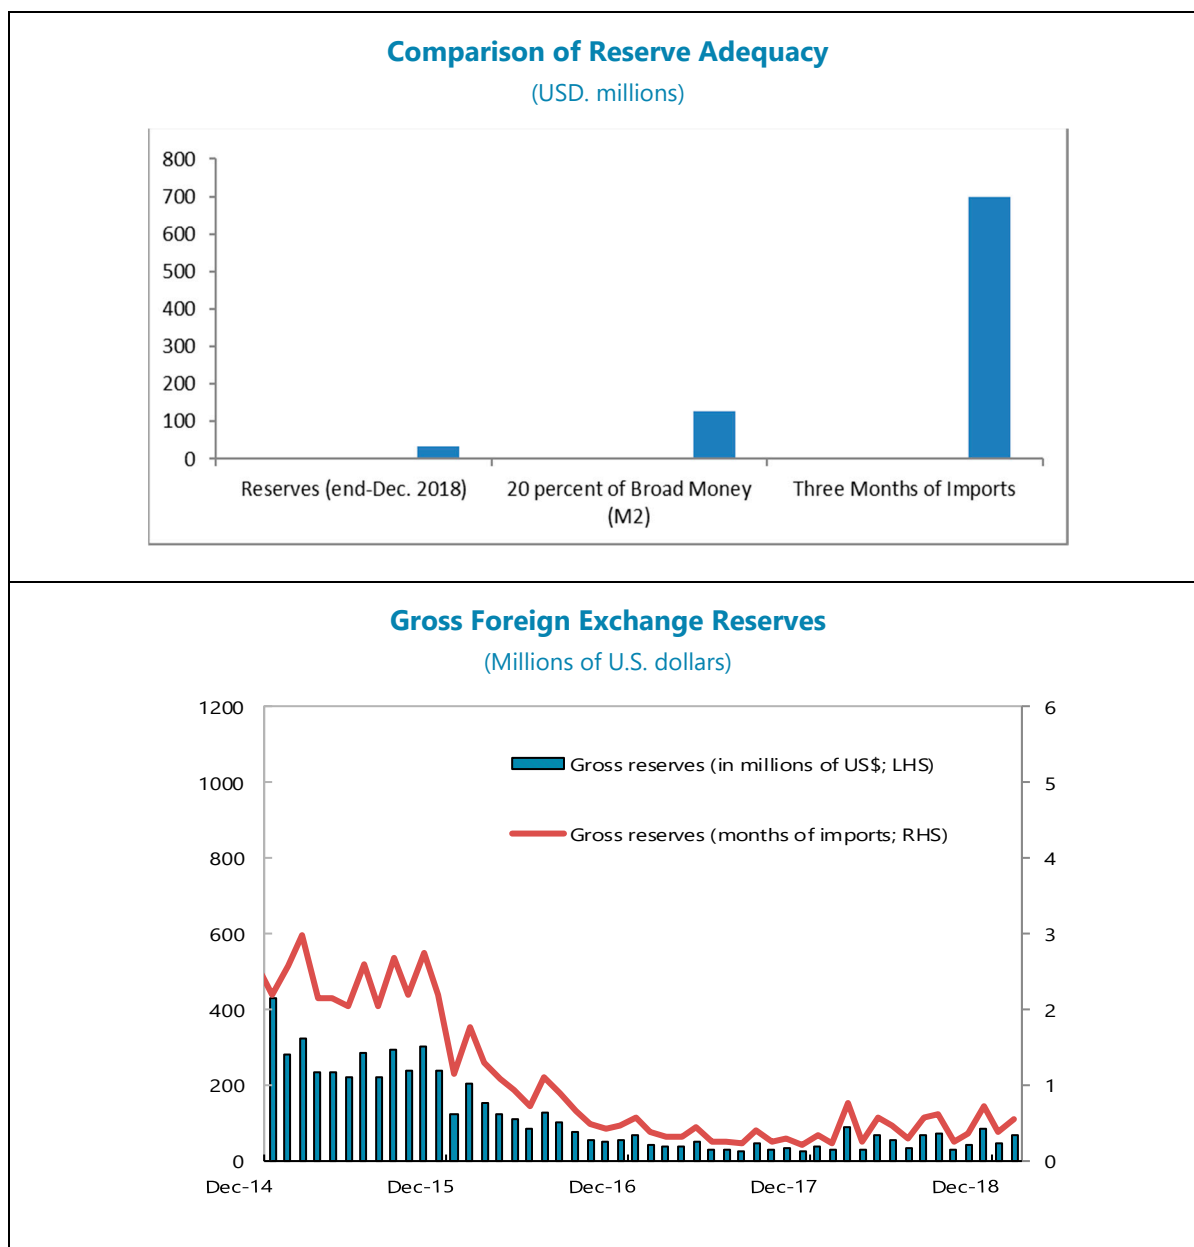 Comparison of Reserve Adequacy
(USD. millions)
800
700
600
500
400
300
200
100
0
Reserves (end-Dec. 2018)
20 percent of Broad Money
(M2)
Three Months of Imports
Gross Foreign Exchange Reserves
(Millions of U.S. dollars)
1200
1000
800
600
400
200
0
Gross reserves (in millions of US$; LHS)
Gross reserves (months of imports; RHS)
6
5
4
3
2
1
0
Dec-14
Dec-15
Dec-16
Dec-17
Dec-18